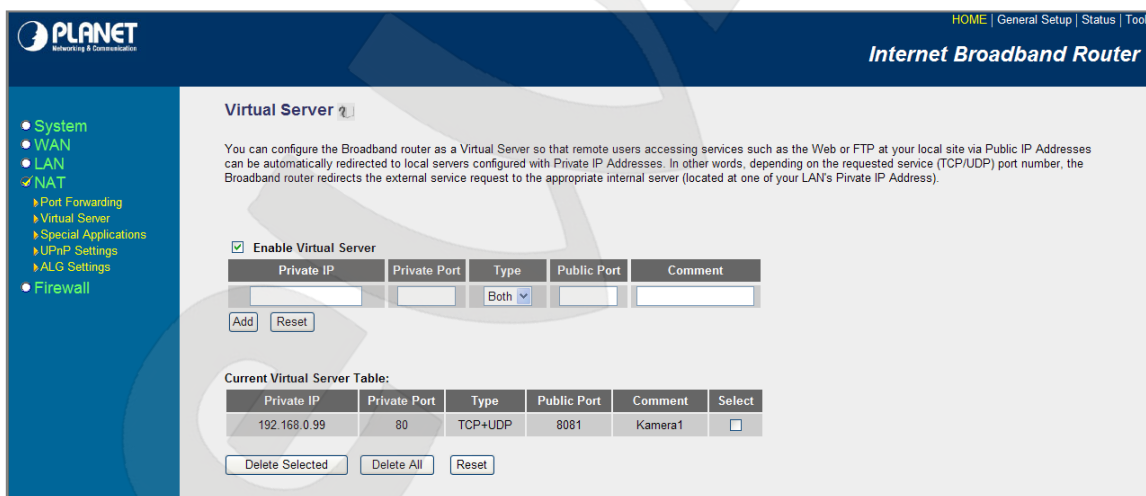 PLANET
Networking & Communication
HOME | General Setup | Status | Tool
Internet Broadband Router
System
WAN
LAN
NAT
Port Forwarding
Virtual Server
Special Applications
UPnP Settings
ALG Settings
Firewall
Virtual Server
You can configure the Broadband router as a Virtual Server so that remote users accessing services such as the Web or FTP at your local site via Public IP Addresses
can be automatically redirected to local servers configured with Private IP Addresses. In other words, depending on the requested service (TCP/UDP) port number, the
Broadband router redirects the external service request to the appropriate internal server (located at one of your LAN's Private IP Address).
Enable Virtual Server
Private IP Private Port Type Public Port Comment
Both
Add Reset
Current Virtual Server Table:
Private IP Private Port Type Public Port Comment Select
192.168.0.99 80 TCP+UDP 8081 Kamera1
Delete Selected Delete All Reset